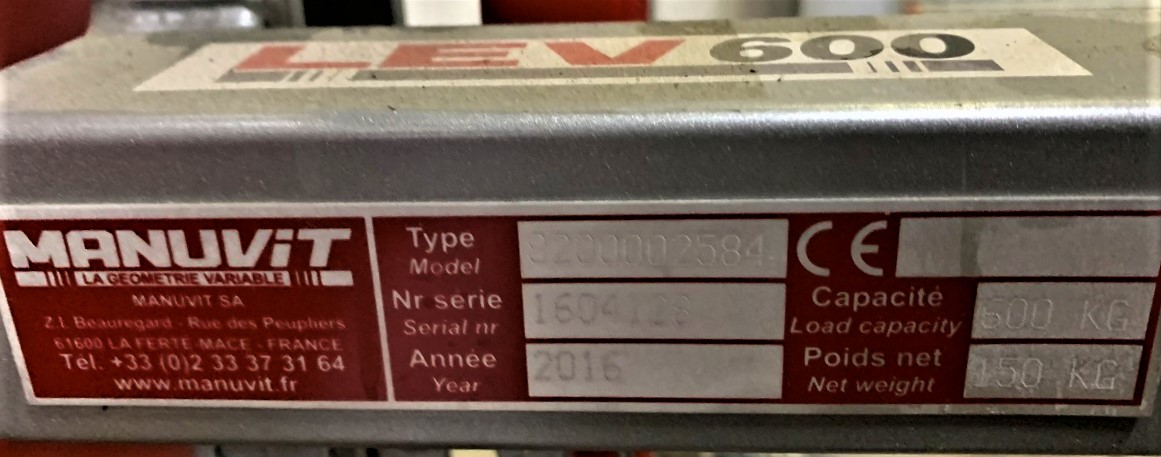 LEV 600
MANUVIT
LA GEOMETRIE VARIABLE
MANUVIT SA
Z.I. Beauregard - Rue des Peupliers
61600 LA FERTE MACE - FRANCE
Tél. +33 (0)2 33 37 31 64
www.manuvit.fr
Type
Model
Nr série
Serial nr
Année
Year
2016
CE
Capacité
Load capacity
600 KG
Poids net
Net weight
150 KG